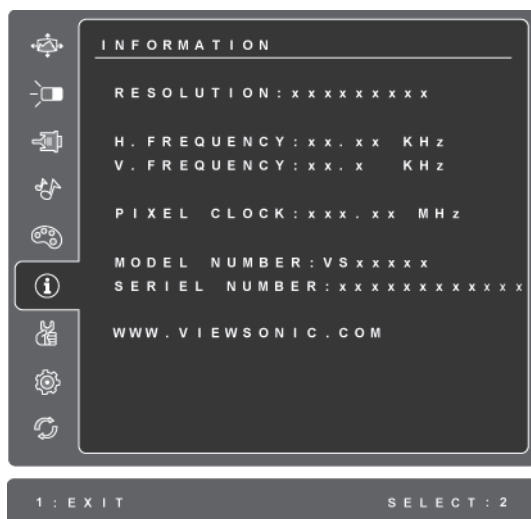 INFORMATION
RESOLUTION:xxxxxxxxx
H.FREQUENCY:xx.xx KHz
V.FREQUENCY:xx.x KHz
PIXEL CLOCK:xxx.xx MHz
MODEL NUMBER:VSxxxxx
SERIEL NUMBER:xxxxxxxxxxxx
WWW.VIEWSONIC.COM
1:EXIT SELECT:2